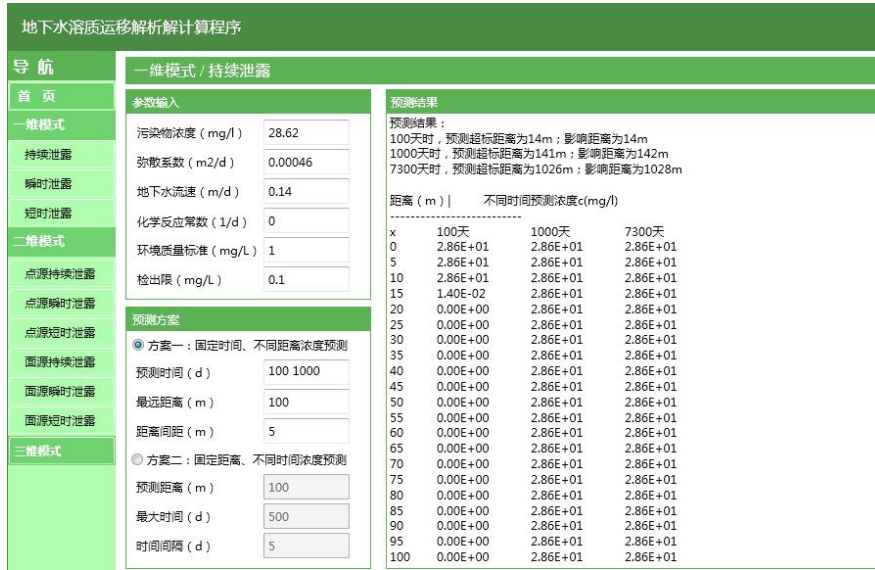 地下水溶质运移解析解计算程序
导 航
首 页
一维模式
持续泄露
瞬时泄露
短时泄露
二维模式
点源持续泄露
点源瞬时泄露
点源短时泄露
面源持续泄露
面源瞬时泄露
面源短时泄露
三维模式
一维模式 / 持续泄露
参数输入
污染物浓度（mg/l） 28.62
弥散系数（m2/d） 0.00046
地下水流速（m/d） 0.14
化学反应常数（1/d） 0
环境质量标准（mg/L） 1
检出限（mg/L） 0.1
预测方案
方案一：固定时间、不同距离浓度预测
预测时间（d） 100 1000
最远距离（m） 100
距离间距（m） 5
方案二：固定距离、不同时间浓度预测
预测距离（m） 100
最大时间（d） 500
时间间隔（d） 5
预测结果
预测结果：
100天时，预测超标距离为14m；影响距离为14m
1000天时，预测超标距离为141m；影响距离为142m
7300天时，预测超标距离为1026m；影响距离为1028m
距离（m）| 不同时间预测浓度c(mg/l)
--------------------------
x 100天 1000天 7300天
0 2.86E+01 2.86E+01 2.86E+01
5 2.86E+01 2.86E+01 2.86E+01
10 2.86E+01 2.86E+01 2.86E+01
15 1.40E-02 2.86E+01 2.86E+01
20 0.00E+00 2.86E+01 2.86E+01
25 0.00E+00 2.86E+01 2.86E+01
30 0.00E+00 2.86E+01 2.86E+01
35 0.00E+00 2.86E+01 2.86E+01
40 0.00E+00 2.86E+01 2.86E+01
45 0.00E+00 2.86E+01 2.86E+01
50 0.00E+00 2.86E+01 2.86E+01
55 0.00E+00 2.86E+01 2.86E+01
60 0.00E+00 2.86E+01 2.86E+01
65 0.00E+00 2.86E+01 2.86E+01
70 0.00E+00 2.86E+01 2.86E+01
75 0.00E+00 2.86E+01 2.86E+01
80 0.00E+00 2.86E+01 2.86E+01
85 0.00E+00 2.86E+01 2.86E+01
90 0.00E+00 2.86E+01 2.86E+01
95 0.00E+00 2.86E+01 2.86E+01
100 0.00E+00 2.86E+01 2.86E+01